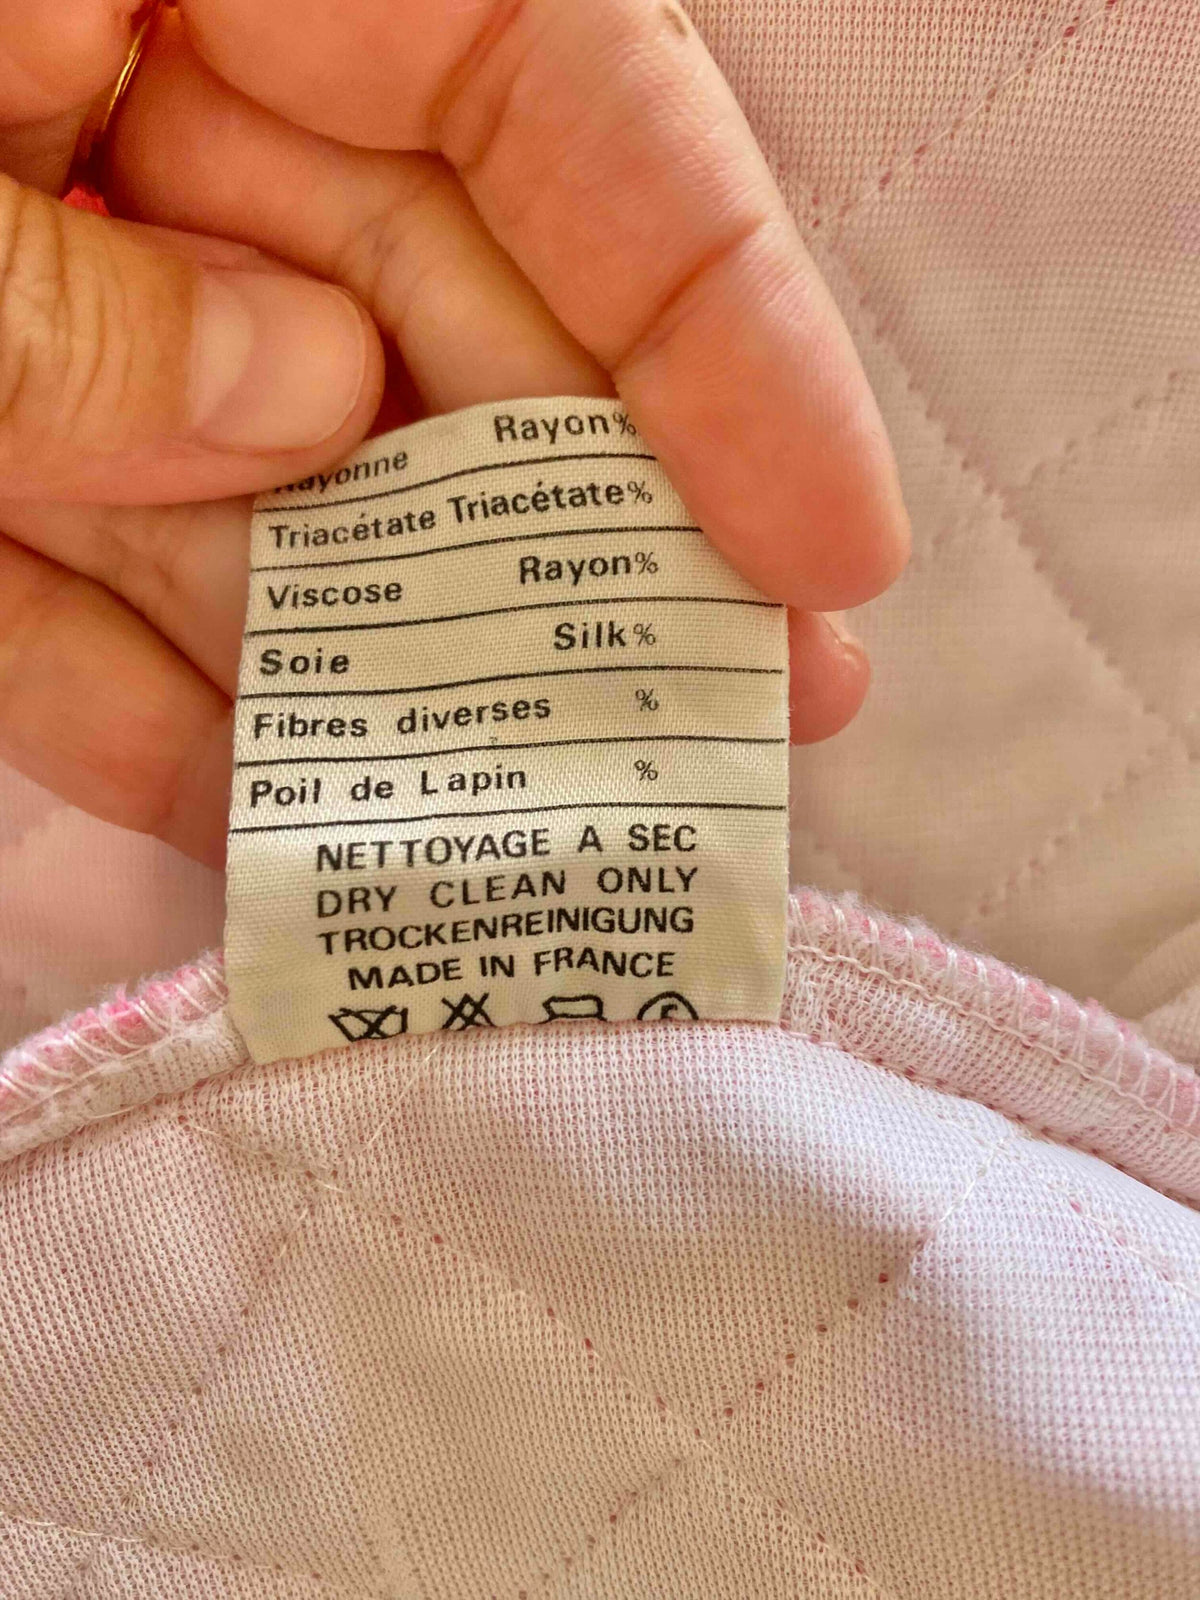 Rayonne Rayon%
Triacétate Triacétate%
Viscose Rayon%
Soie Silk%
Fibres diverses %
Poil de Lapin %
NETTOYAGE A SEC
DRY CLEAN ONLY
TROCKENREINIGUNG
MADE IN FRANCE